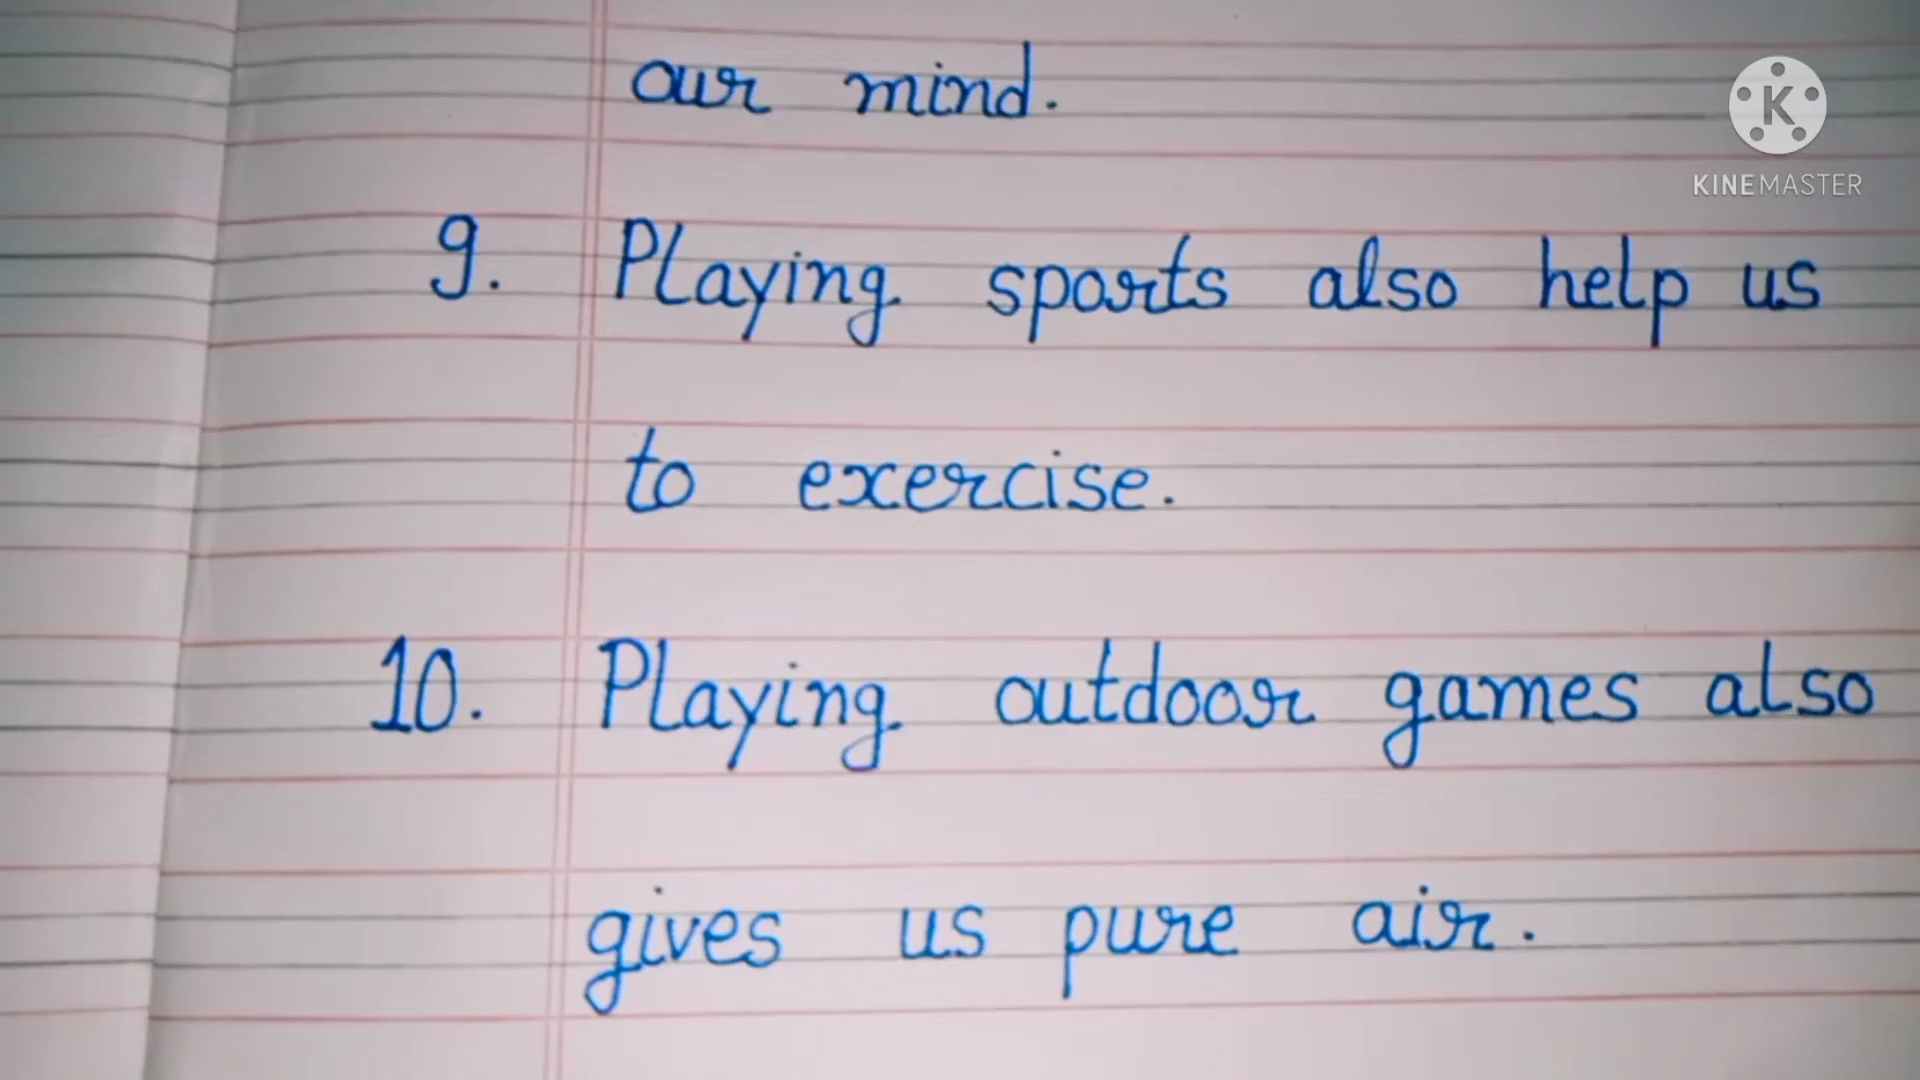 our mind.
K
KINEMASTER
9. Playing sports also help us
to exercise.
10. Playing outdoor games also
gives us pure air.